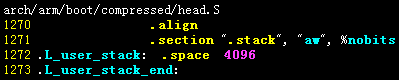 arch/arm/boot/compressed/head.S
1270 .align
1271 .section ".stack", "aw", %nobits
1272 .L_user_stack: .space 4096
1273 .L_user_stack_end: